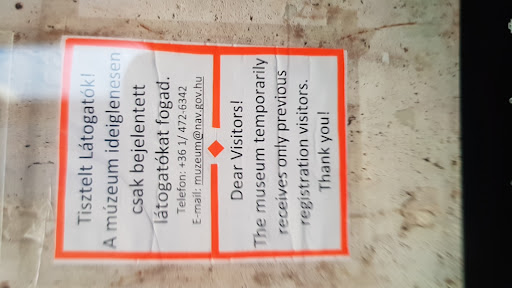 Tisztelt Látogatók!
A múzeum ideiglenesen
csak bejelentett
látogatókat fogad.
Telefon: +36 1/ 472-6342
E-mail: muzeum@nav.gov.hu
Dear Visitors!
The museum temporarily
receives only previous
registration visitors.
Thank you!